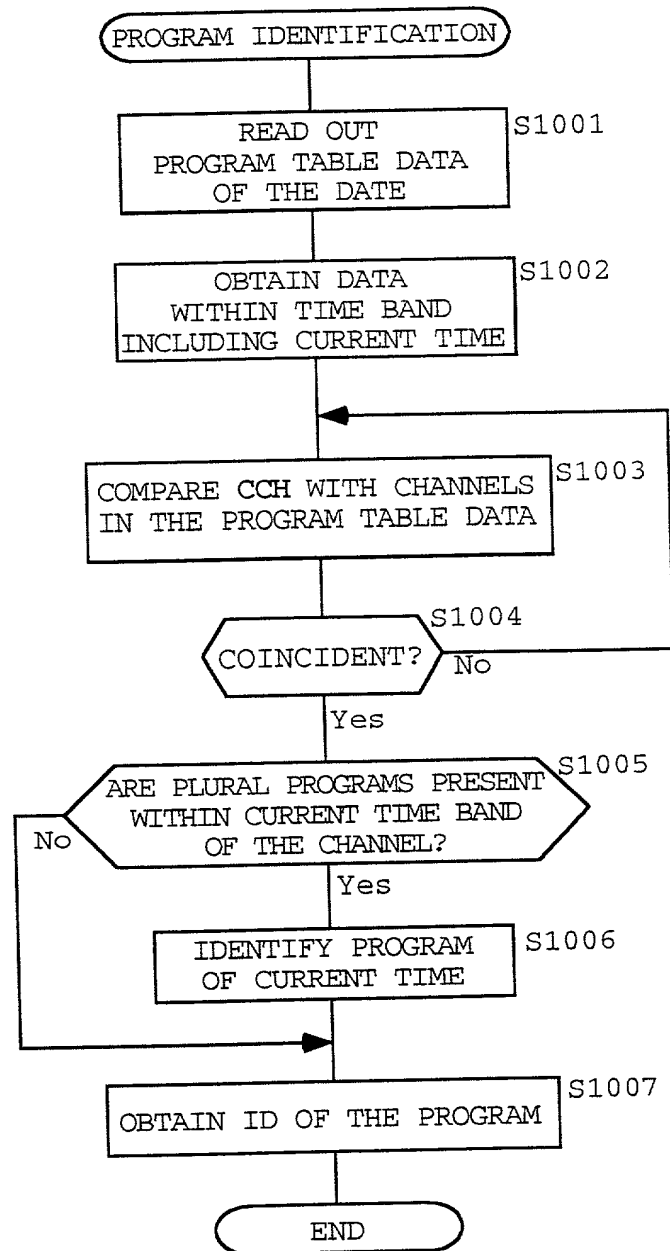 PROGRAM IDENTIFICATION
READ OUT
PROGRAM TABLE DATA
OF THE DATE
S1001
OBTAIN DATA
WITHIN TIME BAND
INCLUDING CURRENT TIME
S1002
COMPARE CCH WITH CHANNELS
IN THE PROGRAM TABLE DATA
S1003
COINCIDENT?
S1004
No
Yes
ARE PLURAL PROGRAMS PRESENT
WITHIN CURRENT TIME BAND
OF THE CHANNEL?
S1005
No
Yes
IDENTIFY PROGRAM
OF CURRENT TIME
S1006
OBTAIN ID OF THE PROGRAM
S1007
END